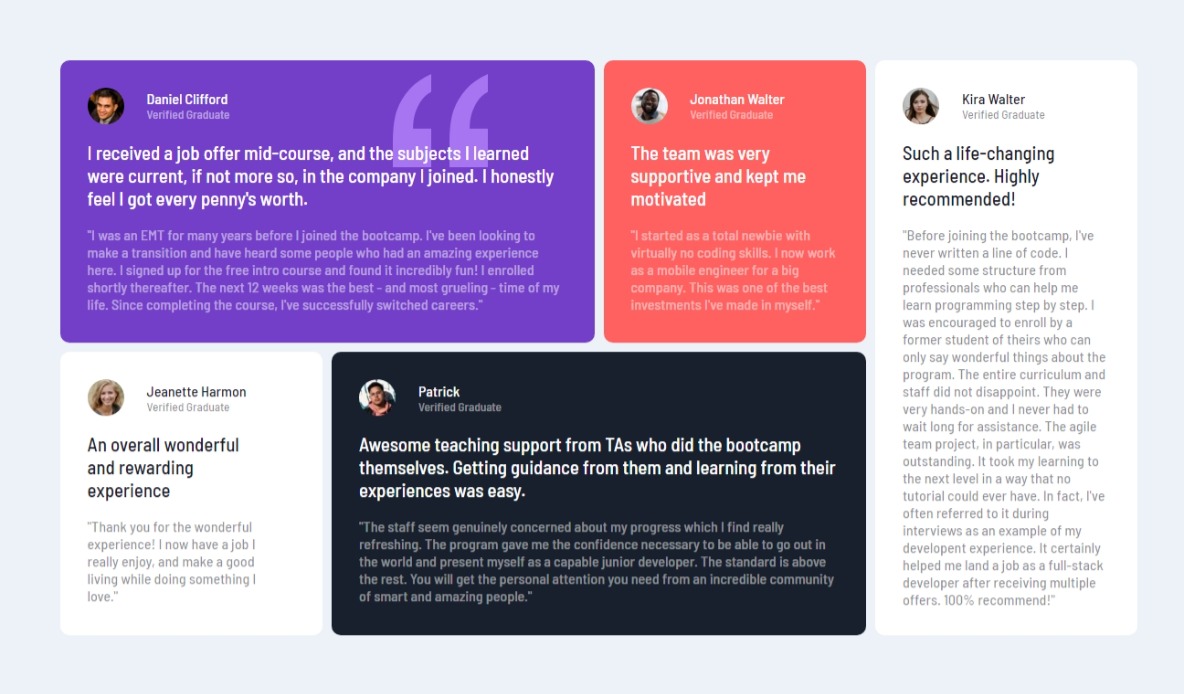 Daniel Clifford
Verified Graduate
I received a job offer mid-course, and the subjects I learned
were current, if not more so, in the company I joined. I honestly
feel I got every penny's worth.
"I was an EMT for many years before I joined the bootcamp. I've been looking to
make a transition and have heard some people who had an amazing experience
here. I signed up for the free intro course and found it incredibly fun! I enrolled
shortly thereafter. The next 12 weeks was the best - and most grueling - time of my
life. Since completing the course, I've successfully switched careers."
Jonathan Walter
Verified Graduate
The team was very
supportive and kept me
motivated
"I started as a total newbie with
virtually no coding skills. I now work
as a mobile engineer for a big
company. This was one of the best
investments I've made in myself."
Kira Walter
Verified Graduate
Such a life-changing
experience. Highly
recommended!
"Before joining the bootcamp, I've
never written a line of code. I
needed some structure from
professionals who can help me
learn programming step by step. I
was encouraged to enroll by a
former student of theirs who can
only say wonderful things about the
program. The entire curriculum and
staff did not disappoint. They were
very hands-on and I never had to
wait long for assistance. The agile
team project, in particular, was
outstanding. It took my learning to
the next level in a way that no
tutorial could ever have. In fact, I've
often referred to it during
interviews as an example of my
developent experience. It certainly
helped me land a job as a full-stack
developer after receiving multiple
offers. 100% recommend!"
Jeanette Harmon
Verified Graduate
An overall wonderful
and rewarding
experience
"Thank you for the wonderful
experience! I now have a job I
really enjoy, and make a good
living while doing something I
love."
Patrick
Verified Graduate
Awesome teaching support from TAs who did the bootcamp
themselves. Getting guidance from them and learning from their
experiences was easy.
"The staff seem genuinely concerned about my progress which I find really
refreshing. The program gave me the confidence necessary to be able to go out in
the world and present myself as a capable junior developer. The standard is above
the rest. You will get the personal attention you need from an incredible community
of smart and amazing people."